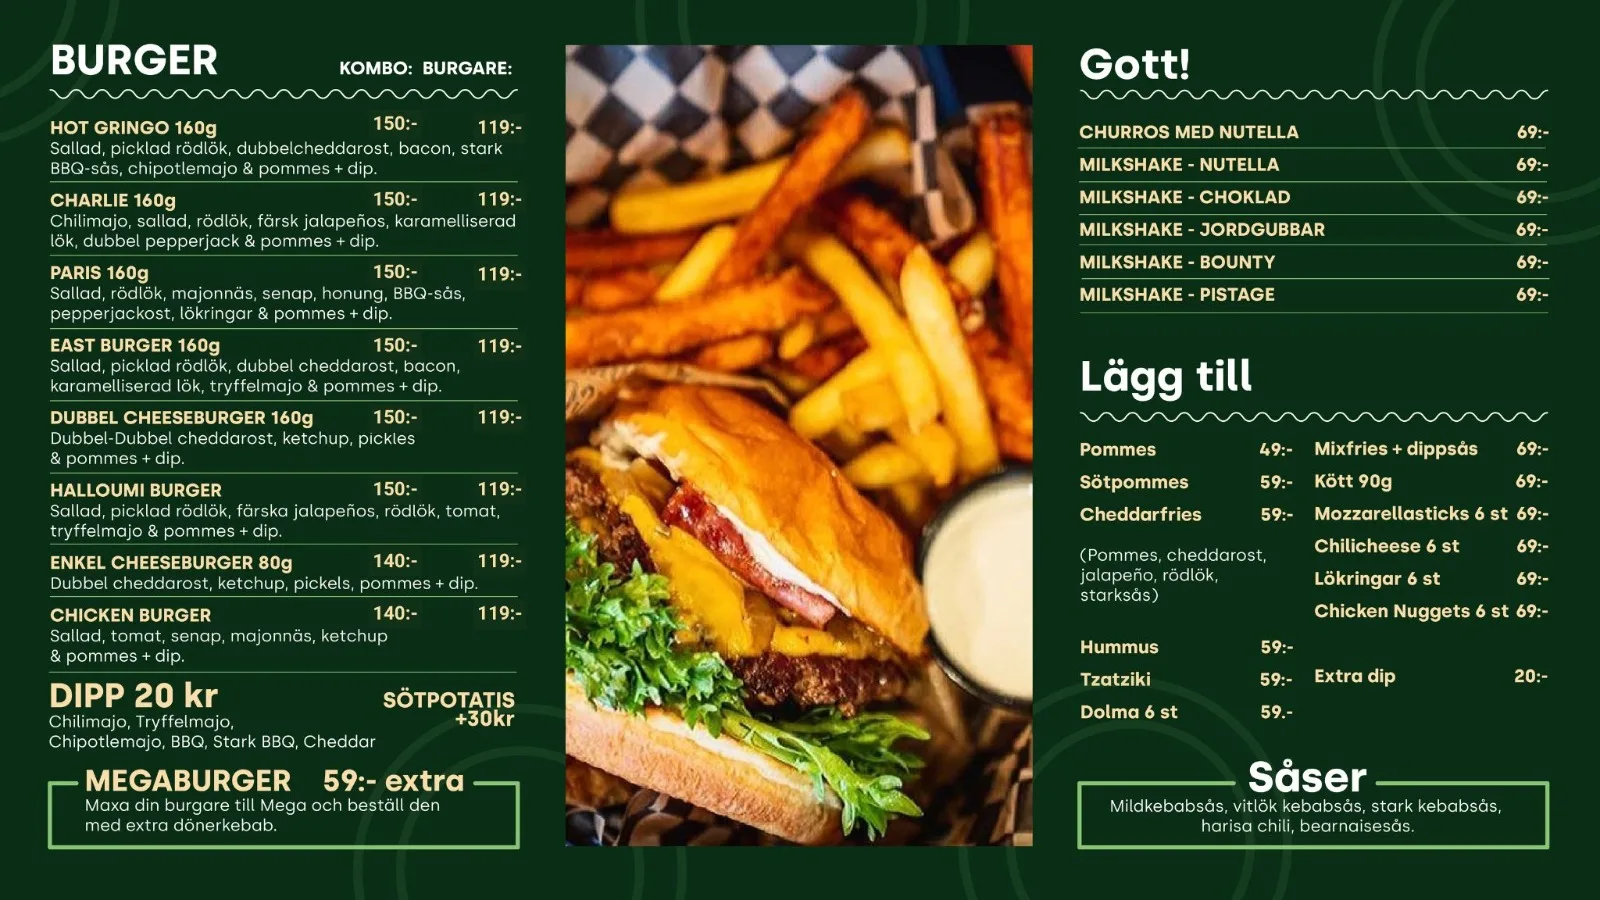 BURGER
KOMBO: BURGARE:
HOT GRINGO 160g 150:- 119:-
Sallad, picklad rödlök, dubbelcheddarost, bacon, stark
BBQ-sås, chipotlemajo & pommes + dip.
CHARLIE 160g 150:- 119:-
Chilimajo, sallad, rödlök, färsk jalapeños, karamelliserad
lök, dubbel pepperjack & pommes + dip.
PARIS 160g 150:- 119:-
Sallad, rödlök, majonnäs, senap, honung, BBQ-sås,
pepperjackost, lökringar & pommes + dip.
EAST BURGER 160g 150:- 119:-
Sallad, picklad rödlök, dubbel cheddarost, bacon,
karamelliserad lök, tryffelmajo & pommes + dip.
DUBBEL CHEESEBURGER 160g 150:- 119:-
Dubbel-Dubbel cheddarost, ketchup, pickles
& pommes + dip.
HALLOUMI BURGER 150:- 119:-
Sallad, picklad rödlök, färska jalapeños, rödlök, tomat,
tryffelmajo & pommes + dip.
ENKEL CHEESEBURGER 80g 140:- 119:-
Dubbel cheddarost, ketchup, pickels, pommes + dip.
CHICKEN BURGER 140:- 119:-
Sallad, tomat, senap, majonnäs, ketchup
& pommes + dip.
DIPP 20 kr
Chilimajo, Tryffelmajo,
Chipotlemajo, BBQ, Stark BBQ, Cheddar
SÖTPOTATIS
+30kr
MEGABURGER 59:- extra
Maxa din burgare till Mega och beställ den
med extra dönerkebab.
Gott!
CHURROS MED NUTELLA 69:-
MILKSHAKE - NUTELLA 69:-
MILKSHAKE - CHOKLAD 69:-
MILKSHAKE - JORDGUBBAR 69:-
MILKSHAKE - BOUNTY 69:-
MILKSHAKE - PISTAGE 69:-
Lägg till
Pommes 49:-
Sötpommes 59:-
Cheddarfries 59:-
(Pommes, cheddarost,
jalapeño, rödlök,
starksås)
Hummus 59:-
Tzatziki 59:-
Dolma 6 st 59.-
Mixfries + dippsås 69:-
Kött 90g 69:-
Mozzarellasticks 6 st 69:-
Chilicheese 6 st 69:-
Lökringar 6 st 69:-
Chicken Nuggets 6 st 69:-
Extra dip 20:-
Såser
Mildkebabsås, vitlök kebabsås, stark kebabsås,
harisa chili, bearnaisesås.